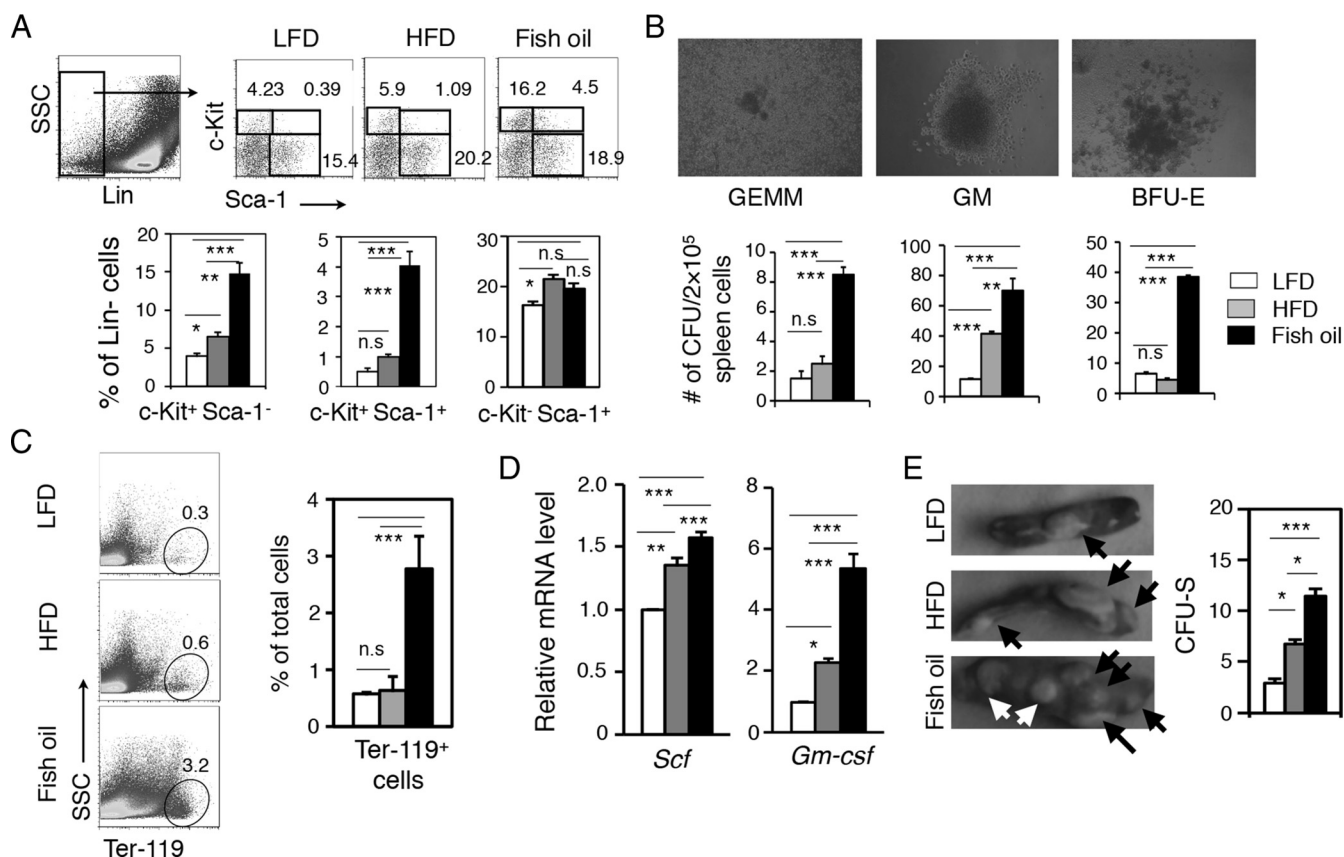 A
LFD HFD Fish oil
SSC
Lin
c-Kit
Sca-1
4.23 0.39
15.4
5.9 1.09
20.2
16.2 4.5
18.9
% of Lin- cells
20
15
10
5
0
***
**
*
c-Kit⁺ Sca-1⁻
5
4
3
2
1
0
***
***
n.s
c-Kit⁺ Sca-1⁺
30
20
10
0
n.s
n.s
*
c-Kit⁻ Sca-1⁺
B
GEMM GM BFU-E
# of CFU/2×10⁵
spleen cells
10
8
6
4
2
0
***
***
n.s
100
80
60
40
20
0
***
**
***
50
40
30
20
10
0
***
***
n.s
LFD
HFD
Fish oil
C
LFD
0.3
HFD
0.6
Fish oil
3.2
SSC
Ter-119
% of total cells
4
3
2
1
0
***
n.s
Ter-119⁺
cells
D
Relative mRNA level
2.0
1.5
1.0
0.5
0
***
***
**
Scf
8
6
4
2
0
***
***
*
Gm-csf
E
LFD
HFD
Fish oil
CFU-S
20
15
10
5
0
***
*
*